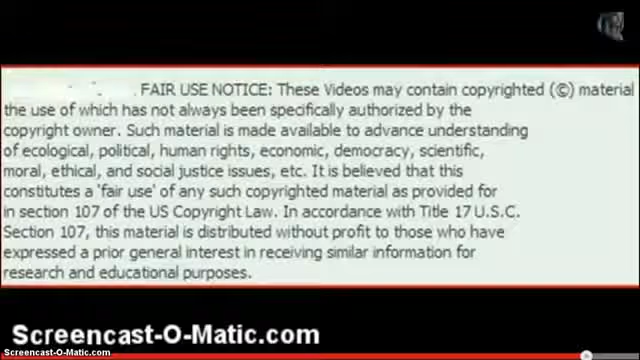 FAIR USE NOTICE: These Videos may contain copyrighted (©) material
the use of which has not always been specifically authorized by the
copyright owner. Such material is made available to advance understanding
of ecological, political, human rights, economic, democracy, scientific,
moral, ethical, and social justice issues, etc. It is believed that this
constitutes a 'fair use' of any such copyrighted material as provided for
in section 107 of the US Copyright Law. In accordance with Title 17 U.S.C.
Section 107, this material is distributed without profit to those who have
expressed a prior general interest in receiving similar information for
research and educational purposes.
Screencast-O-Matic.com
Screencast-O-Matic.com